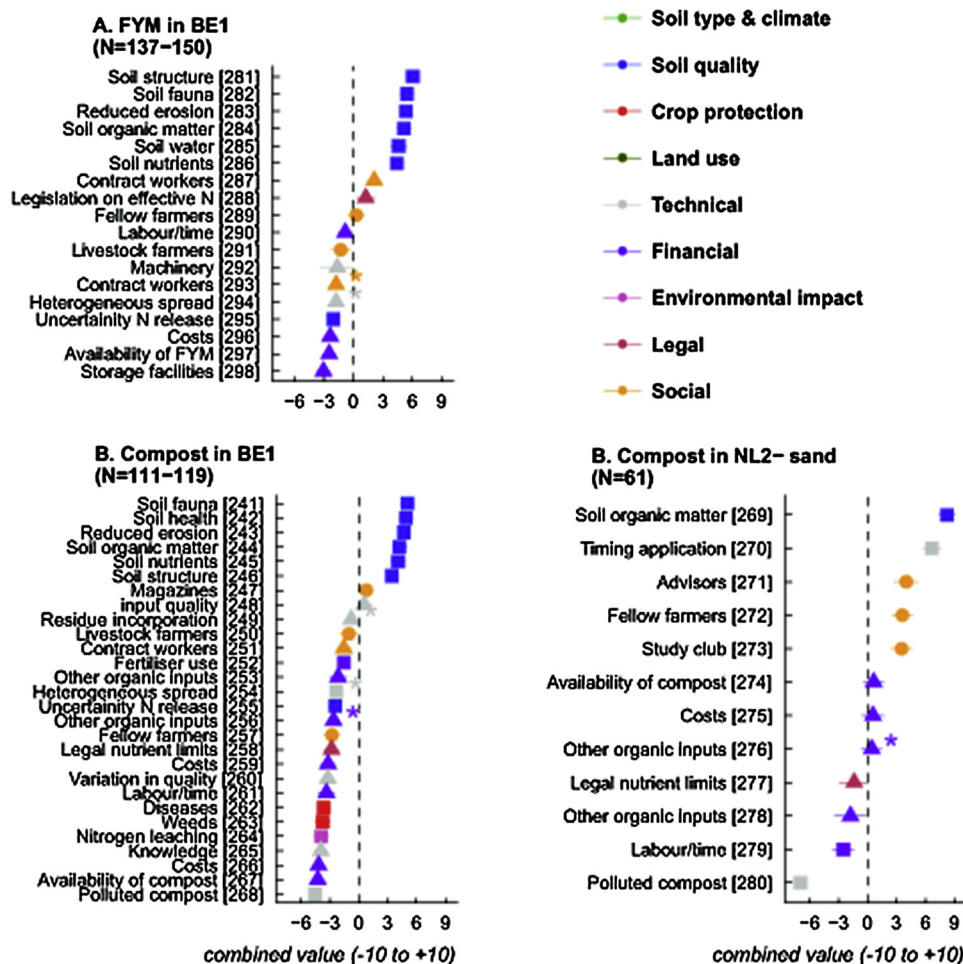 A. FYM in BE1
(N=137−150)
Soil structure [281]
Soil fauna [282]
Reduced erosion [283]
Soil organic matter [284]
Soil water [285]
Soil nutrients [286]
Contract workers [287]
Legislation on effective N [288]
Fellow farmers [289]
Labour/time [290]
Livestock farmers [291]
Machinery [292]
Contract workers [293]
Heterogeneous spread [294]
Uncertainity N release [295]
Costs [296]
Availability of FYM [297]
Storage facilities [298]
−6 −3 0 3 6 9
Soil type & climate
Soil quality
Crop protection
Land use
Technical
Financial
Environmental impact
Legal
Social
B. Compost in BE1
(N=111−119)
Soil fauna [241]
Soil health [242]
Reduced erosion [243]
Soil organic matter [244]
Soil nutrients [245]
Soil structure [246]
Magazines [247]
input quality [248]
Residue incorporation [249]
Livestock farmers [250]
Contract workers [251]
Fertiliser use [252]
Other organic inputs [253]
Heterogeneous spread [254]
Uncertainity N release [255]
Other organic inputs [256]
Fellow farmers [257]
Legal nutrient limits [258]
Costs [259]
Variation in quality [260]
Labour/time [261]
Diseases [262]
Weeds [263]
Nitrogen leaching [264]
Knowledge [265]
Costs [266]
Availability of compost [267]
Polluted compost [268]
−6 −3 0 3 6 9
combined value (-10 to +10)
B. Compost in NL2− sand
(N=61)
Soil organic matter [269]
Timing application [270]
Advisors [271]
Fellow farmers [272]
Study club [273]
Availability of compost [274]
Costs [275]
Other organic inputs [276]
Legal nutrient limits [277]
Other organic inputs [278]
Labour/time [279]
Polluted compost [280]
−6 −3 0 3 6 9
combined value (-10 to +10)